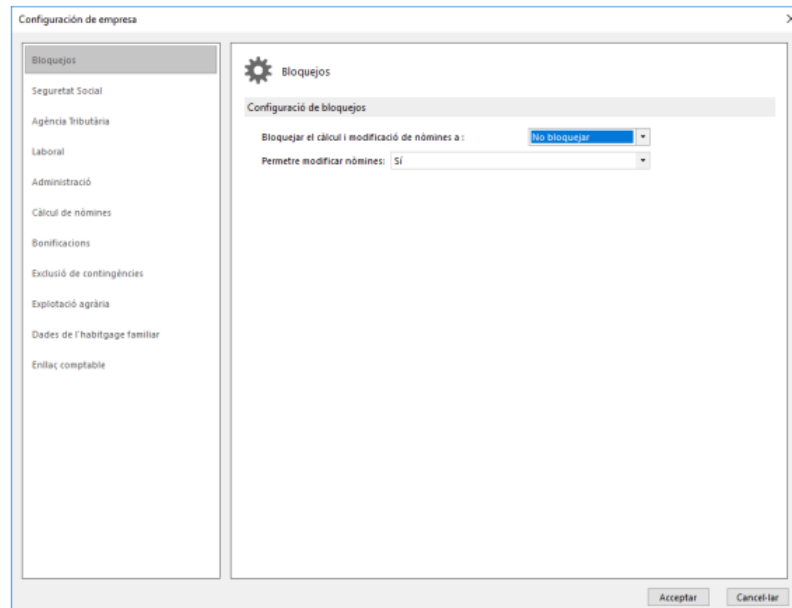 Configuración de empresa
Bloquejos
Seguretat Social
Agència Tributària
Laboral
Administració
Càlcul de nòmines
Bonificacions
Exclusió de contingències
Explotació agrària
Dades de l'habitgage familiar
Enllaç comptable
Bloquejos
Configuració de bloquejos
Bloquejar el càlcul i modificació de nòmines a : No bloquejar
Permetre modificar nòmines: Sí
Acceptar Cancel·lar